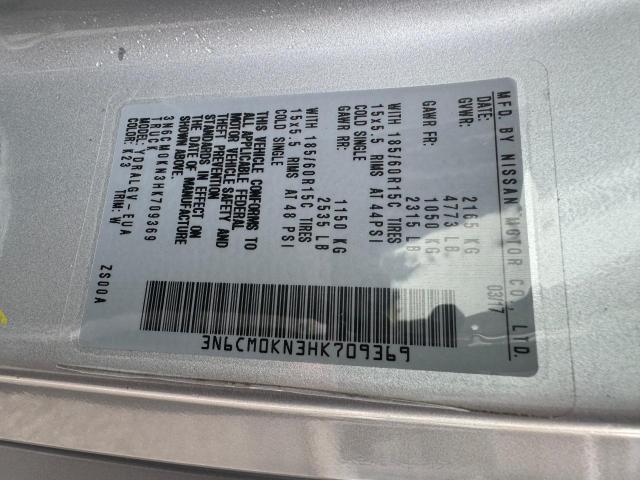 MFD. BY NISSAN MOTOR CO., LTD.
DATE: 03/17
GVWR: 2165 KG
4773 LB
GAWR FR: 1050 KG
2315 LB
WITH 185/60R15C TIRES
15x5.5 RIMS AT 44PSI
COLD SINGLE
GAWR RR: 1150 KG
2535 LB
WITH 185/60R15C TIRES
15x5.5 RIMS AT 48 PSI
COLD SINGLE
THIS VEHICLE CONFORMS TO
ALL APPLICABLE FEDERAL
MOTOR VEHICLE SAFETY AND
THEFT PREVENTION
STANDARDS IN EFFECT ON
THE DATE OF MANUFACTURE
SHOWN ABOVE.
3N6CM0KN3HK709369
TRUCK
MODEL: YDRALGV-EUA
COLOR: K23 TRIM: W
ZS00A
3N6CM0KN3HK709369